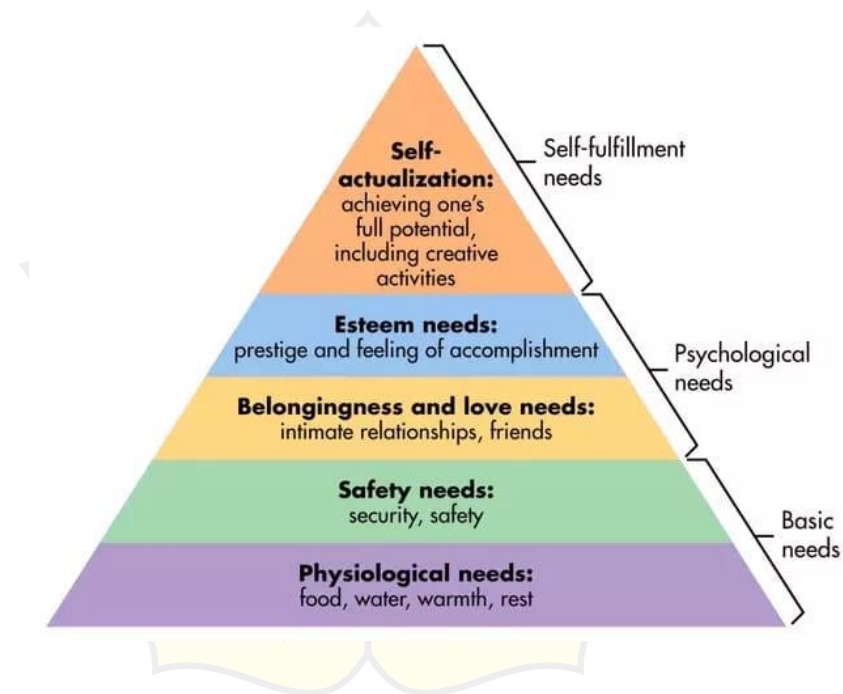 Self-
actualization:
achieving one's
full potential,
including creative
activities
Self-fulfillment
needs
Esteem needs:
prestige and feeling of accomplishment
Psychological
needs
Belongingness and love needs:
intimate relationships, friends
Safety needs:
security, safety
Basic
needs
Physiological needs:
food, water, warmth, rest